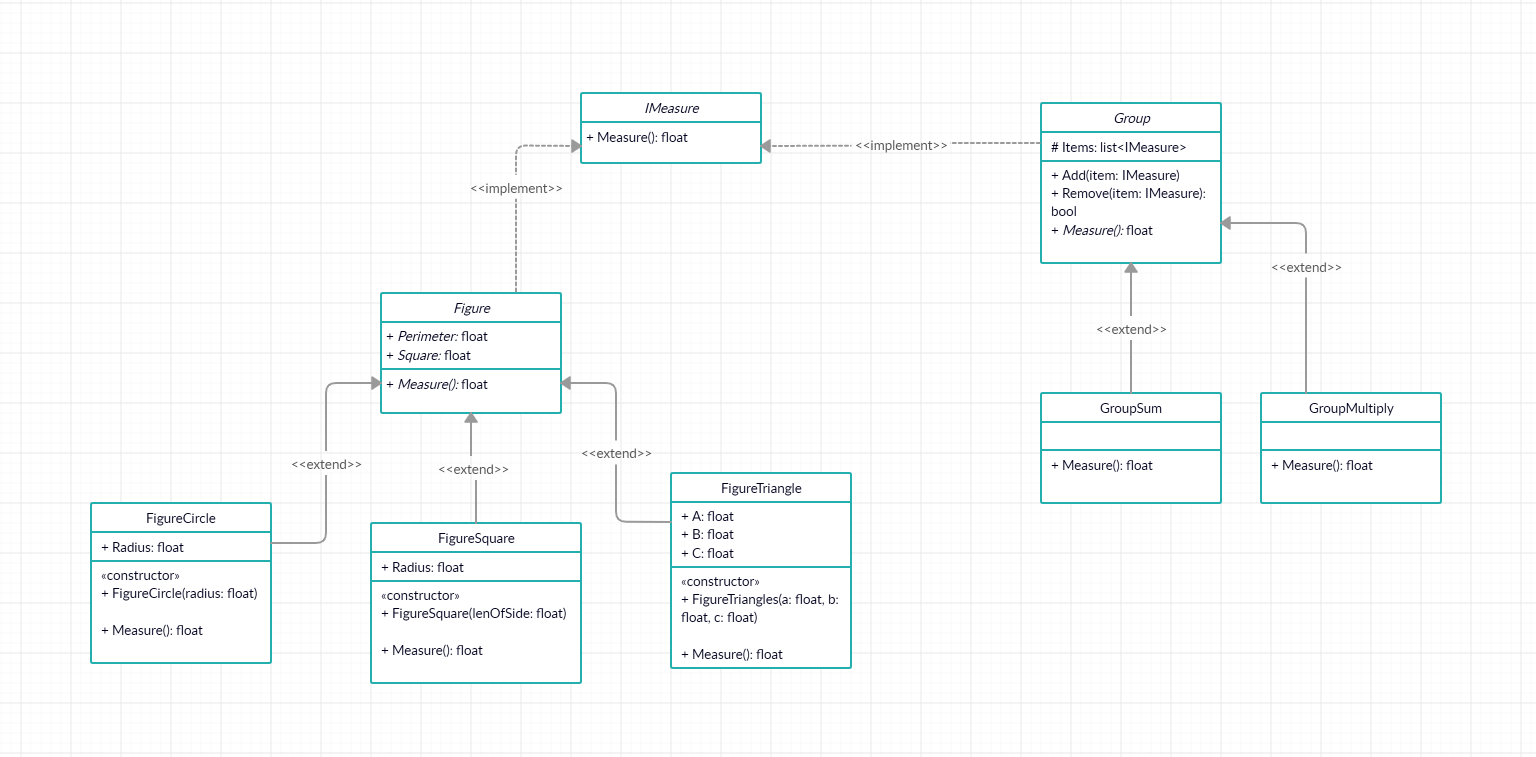 IMeasure
+ Measure(): float
<<implement>>
<<implement>>
Group
# Items: list<IMeasure>
+ Add(item: IMeasure)
+ Remove(item: IMeasure):
bool
+ Measure(): float
<<extend>>
<<extend>>
Figure
+ Perimeter: float
+ Square: float
+ Measure(): float
<<extend>>
<<extend>>
<<extend>>
GroupSum
+ Measure(): float
GroupMultiply
+ Measure(): float
FigureCircle
+ Radius: float
«constructor»
+ FigureCircle(radius: float)
+ Measure(): float
FigureSquare
+ Radius: float
«constructor»
+ FigureSquare(lenOfSide: float)
+ Measure(): float
FigureTriangle
+ A: float
+ B: float
+ C: float
«constructor»
+ FigureTriangles(a: float, b:
float, c: float)
+ Measure(): float